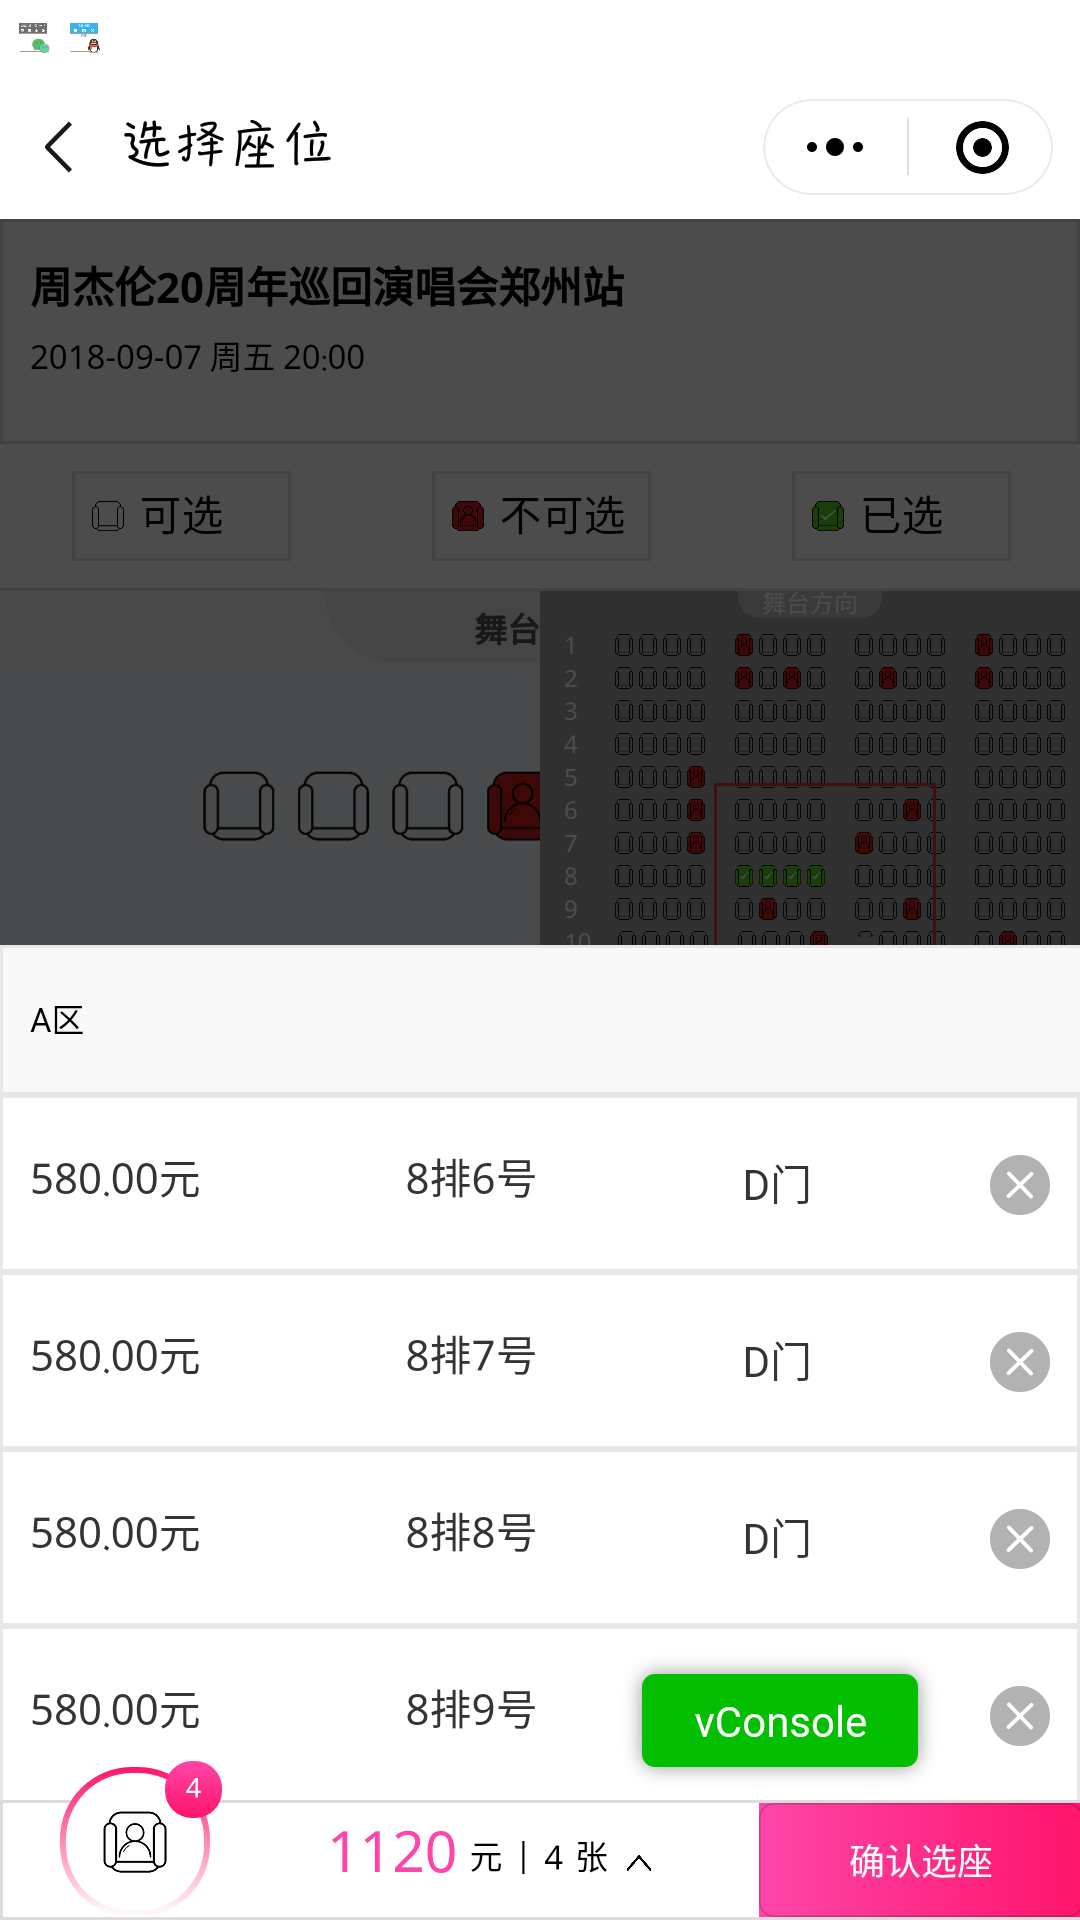 选择座位
周杰伦20周年巡回演唱会郑州站
2018-09-07 周五 20:00
可选
不可选
已选
舞台
舞台方向
1
2
3
4
5
6
7
8
9
10
A区
580.00元 8排6号 D门
580.00元 8排7号 D门
580.00元 8排8号 D门
580.00元 8排9号
vConsole
4
1120 元 | 4 张
确认选座